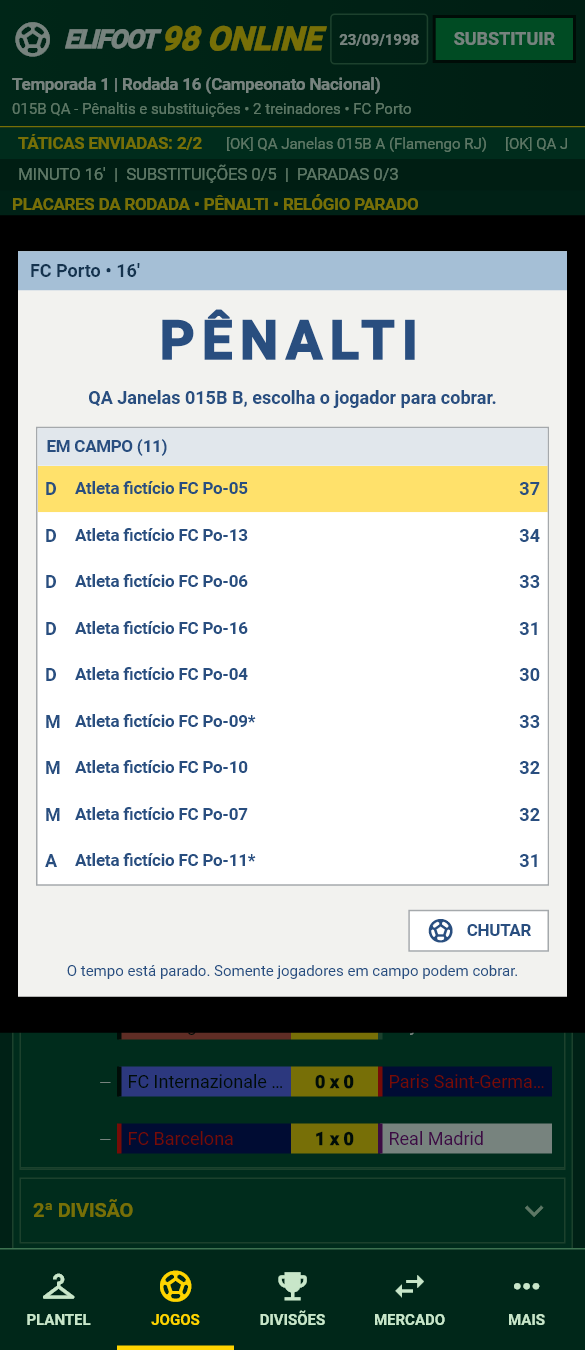 ELIFOOT 98 ONLINE
23/09/1998
SUBSTITUIR
Temporada 1 | Rodada 16 (Campeonato Nacional)
015B QA - Pênaltis e substituições • 2 treinadores • FC Porto
TÁTICAS ENVIADAS: 2/2 [OK] QA Janelas 015B A (Flamengo RJ) [OK] QA J
MINUTO 16' | SUBSTITUIÇÕES 0/5 | PARADAS 0/3
PLACARES DA RODADA • PÊNALTI • RELÓGIO PARADO
FC Porto • 16'
PÊNALTI
QA Janelas 015B B, escolha o jogador para cobrar.
EM CAMPO (11)
D Atleta fictício FC Po-05 37
D Atleta fictício FC Po-13 34
D Atleta fictício FC Po-06 33
D Atleta fictício FC Po-16 31
D Atleta fictício FC Po-04 30
M Atleta fictício FC Po-09* 33
M Atleta fictício FC Po-10 32
M Atleta fictício FC Po-07 32
A Atleta fictício FC Po-11* 31
CHUTAR
O tempo está parado. Somente jogadores em campo podem cobrar.
— FC Internazionale ... 0 x 0 Paris Saint-Germa...
— FC Barcelona 1 x 0 Real Madrid
2ª DIVISÃO
PLANTEL
JOGOS
DIVISÕES
MERCADO
MAIS